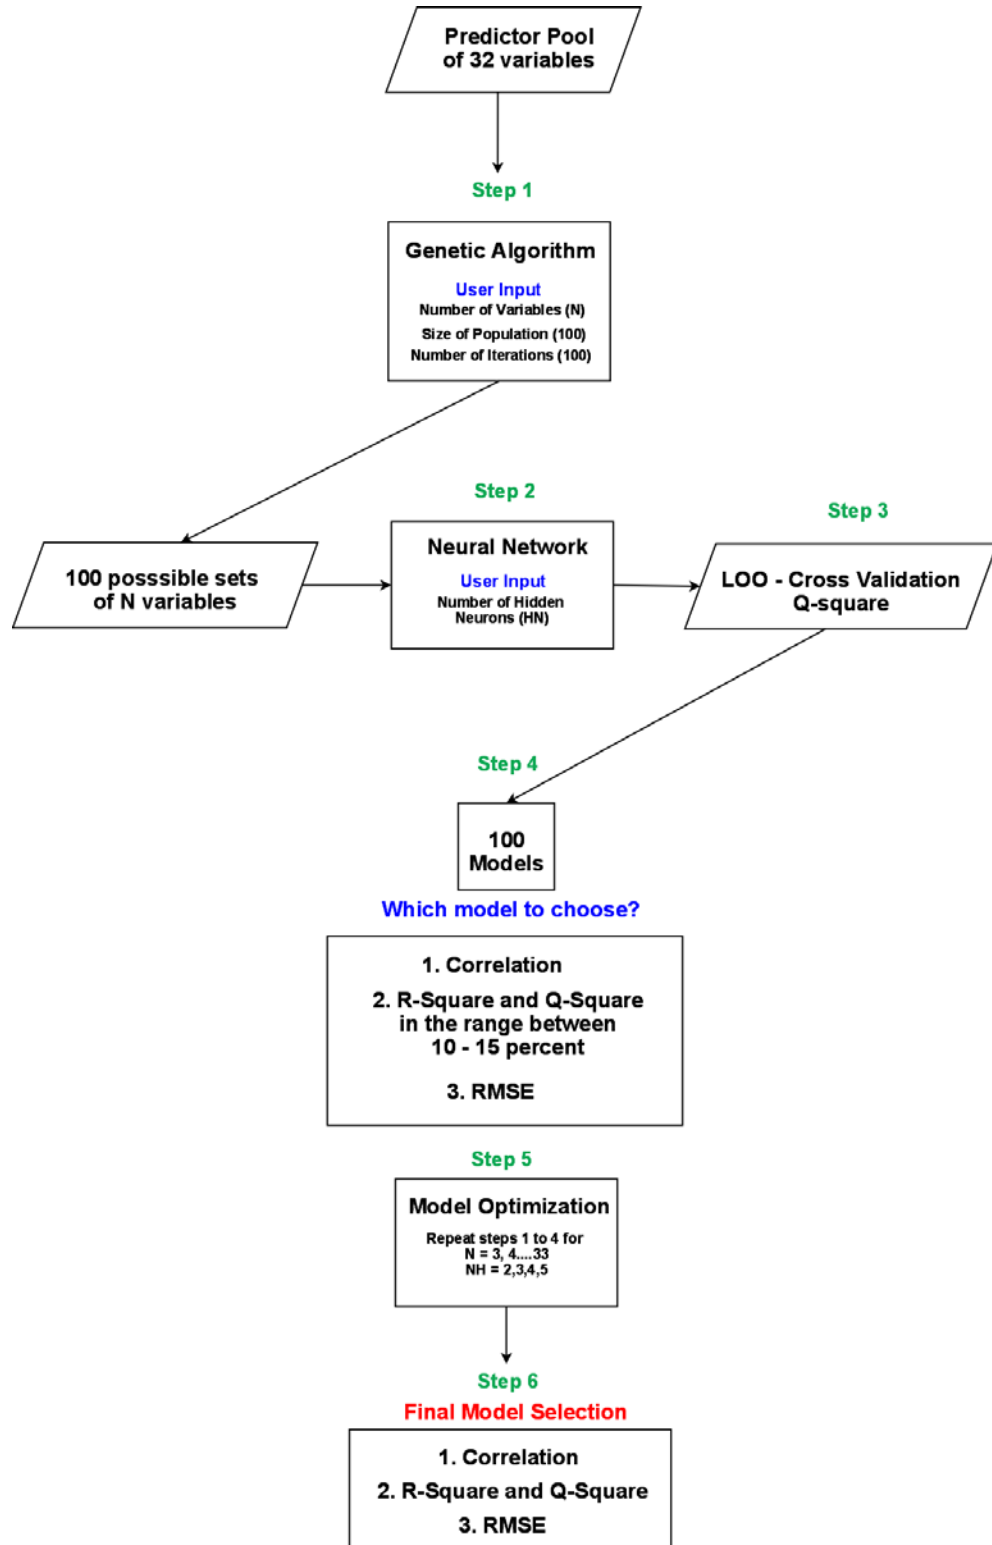 Predictor Pool
of 32 variables
Step 1
Genetic Algorithm
User Input
Number of Variables (N)
Size of Population (100)
Number of Iterations (100)
Step 2
Step 3
100 posssible sets
of N variables
Neural Network
User Input
Number of Hidden
Neurons (HN)
LOO - Cross Validation
Q-square
Step 4
100
Models
Which model to choose?
1. Correlation
2. R-Square and Q-Square
in the range between
10 - 15 percent
3. RMSE
Step 5
Model Optimization
Repeat steps 1 to 4 for
N = 3, 4....33
NH = 2,3,4,5
Step 6
Final Model Selection
1. Correlation
2. R-Square and Q-Square
3. RMSE